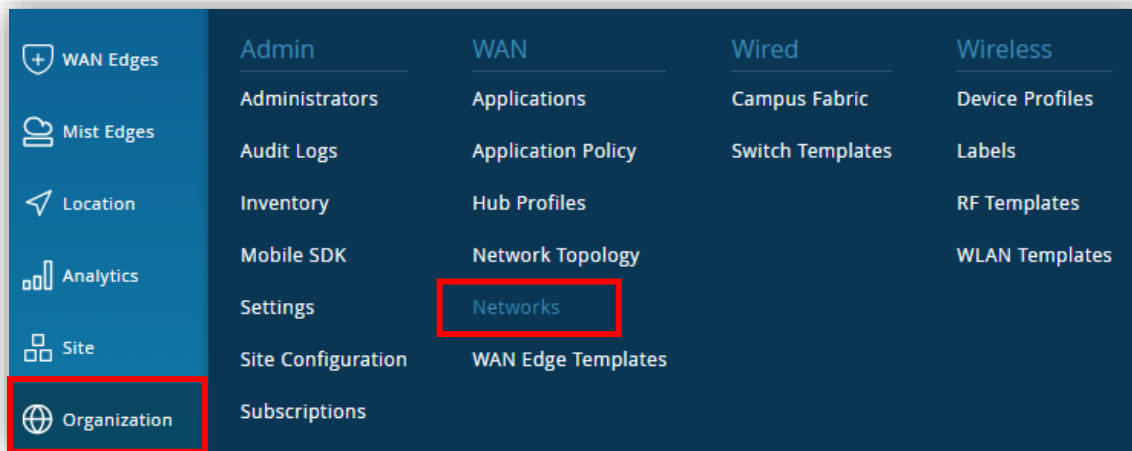 WAN Edges
Mist Edges
Location
Analytics
Site
Organization
Admin
Administrators
Audit Logs
Inventory
Mobile SDK
Settings
Site Configuration
Subscriptions
WAN
Applications
Application Policy
Hub Profiles
Network Topology
Networks
WAN Edge Templates
Wired
Campus Fabric
Switch Templates
Wireless
Device Profiles
Labels
RF Templates
WLAN Templates